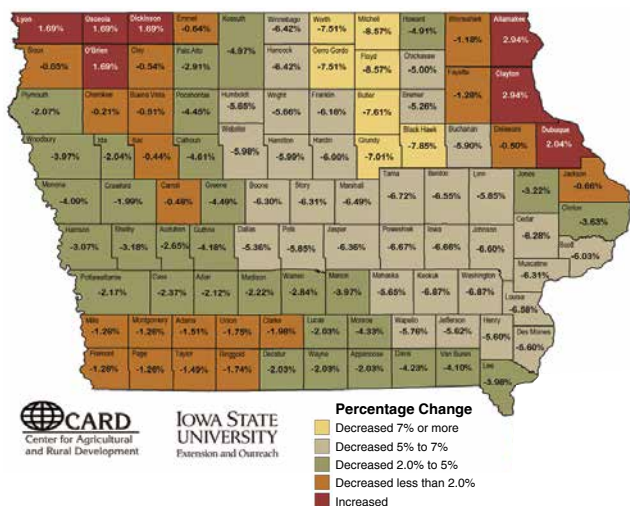 Lyon Osceola Dickinson Emmet Kossuth Winnebago Worth Mitchell Howard Winneshiek Allamakee
1.69% 1.69% 1.69% -0.64% -4.97% -6.42% -7.51% -8.57% -4.91% -1.18% 2.94%
Sioux O'Brien Clay Palo Alto Hancock Cerro Gordo Floyd Chickasaw Fayette Clayton
-0.05% 1.69% -0.54% -2.91% -6.42% -7.51% -8.57% -5.00% -1.28% 2.94%
Plymouth Cherokee Buena Vista Pocahontas Humboldt Wright Franklin Butler Bremer
-2.07% -0.21% -0.51% -4.45% -5.65% -5.66% -6.16% -7.61% -5.26%
Woodbury Ida Sac Calhoun Webster Hamilton Hardin Grundy Black Hawk Buchanan Delaware Dubuque
-3.97% -2.04% -0.44% -4.61% -5.98% -5.99% -6.00% -7.01% -7.85% -5.90% -0.50% 2.04%
Monona Crawford Carroll Greene Boone Story Marshall Tama Benton Linn Jones Jackson
-4.09% -1.99% -0.48% -4.49% -6.30% -6.31% -6.49% -6.72% -6.55% -5.85% -3.22% -0.66%
Clinton
-3.63%
Harrison Shelby Audubon Guthrie Dallas Polk Jasper Poweshiek Iowa Johnson Cedar Scott
-3.07% -3.18% -2.65% -4.18% -5.36% -5.85% -6.36% -6.67% -6.66% -6.60% -6.28% -6.03%
Muscatine
-6.31%
Pottawattamie Cass Adair Madison Warren Marion Mahaska Keokuk Washington Louisa
-2.17% -2.37% -2.12% -2.22% -2.84% -3.97% -5.65% -6.87% -6.87% -6.58%
Mills Montgomery Adams Union Clarke Lucas Monroe Wapello Jefferson Henry Des Moines
-1.26% -1.26% -1.51% -1.75% -1.98% -2.03% -4.33% -5.76% -5.62% -5.60% -5.60%
Fremont Page Taylor Ringgold Decatur Wayne Appanoose Davis Van Buren Lee
-1.26% -1.26% -1.49% -1.74% -2.03% -2.03% -2.03% -4.23% -4.10% -3.98%
CARD
Center for Agricultural
and Rural Development
IOWA STATE
UNIVERSITY
Extension and Outreach
Percentage Change
Decreased 7% or more
Decreased 5% to 7%
Decreased 2.0% to 5%
Decreased less than 2.0%
Increased